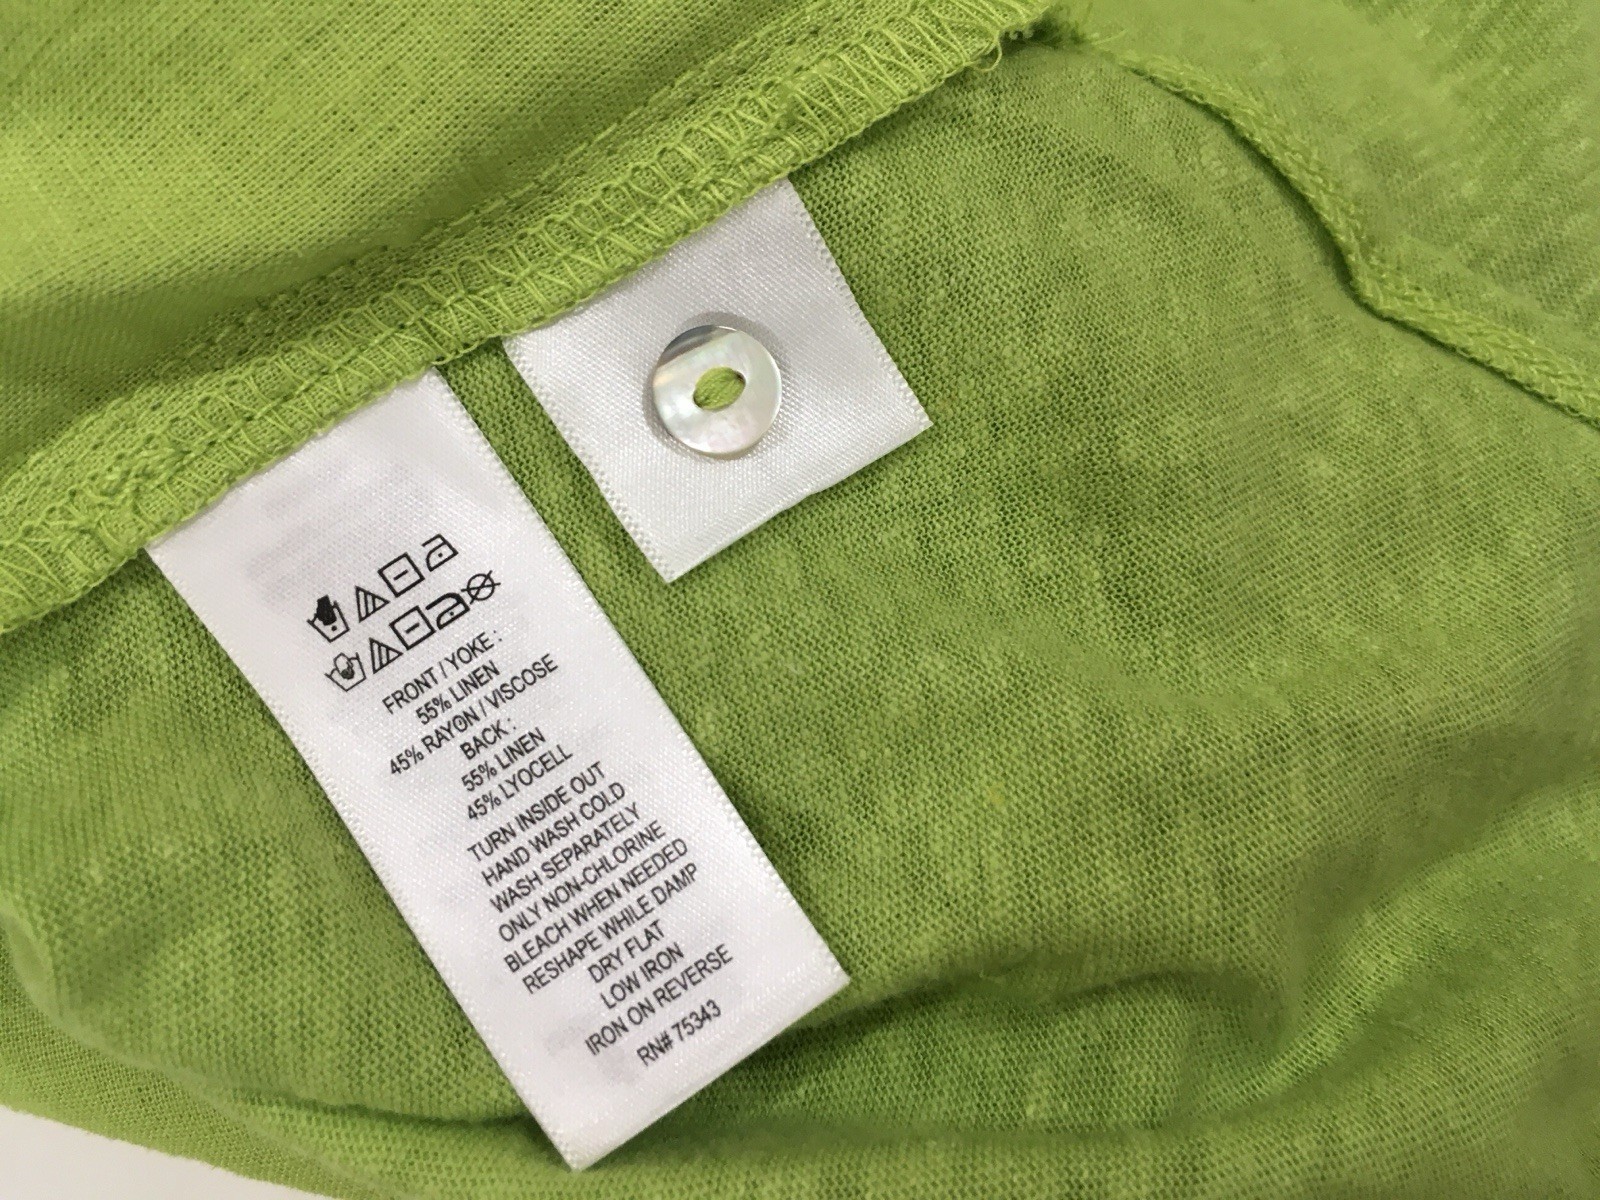 FRONT / YOKE :
55% LINEN
45% RAYON / VISCOSE
BACK :
55% LINEN
45% LYOCELL
TURN INSIDE OUT
HAND WASH COLD
WASH SEPARATELY
ONLY NON-CHLORINE
BLEACH WHEN NEEDED
RESHAPE WHILE DAMP
DRY FLAT
LOW IRON
IRON ON REVERSE
RN# 75343